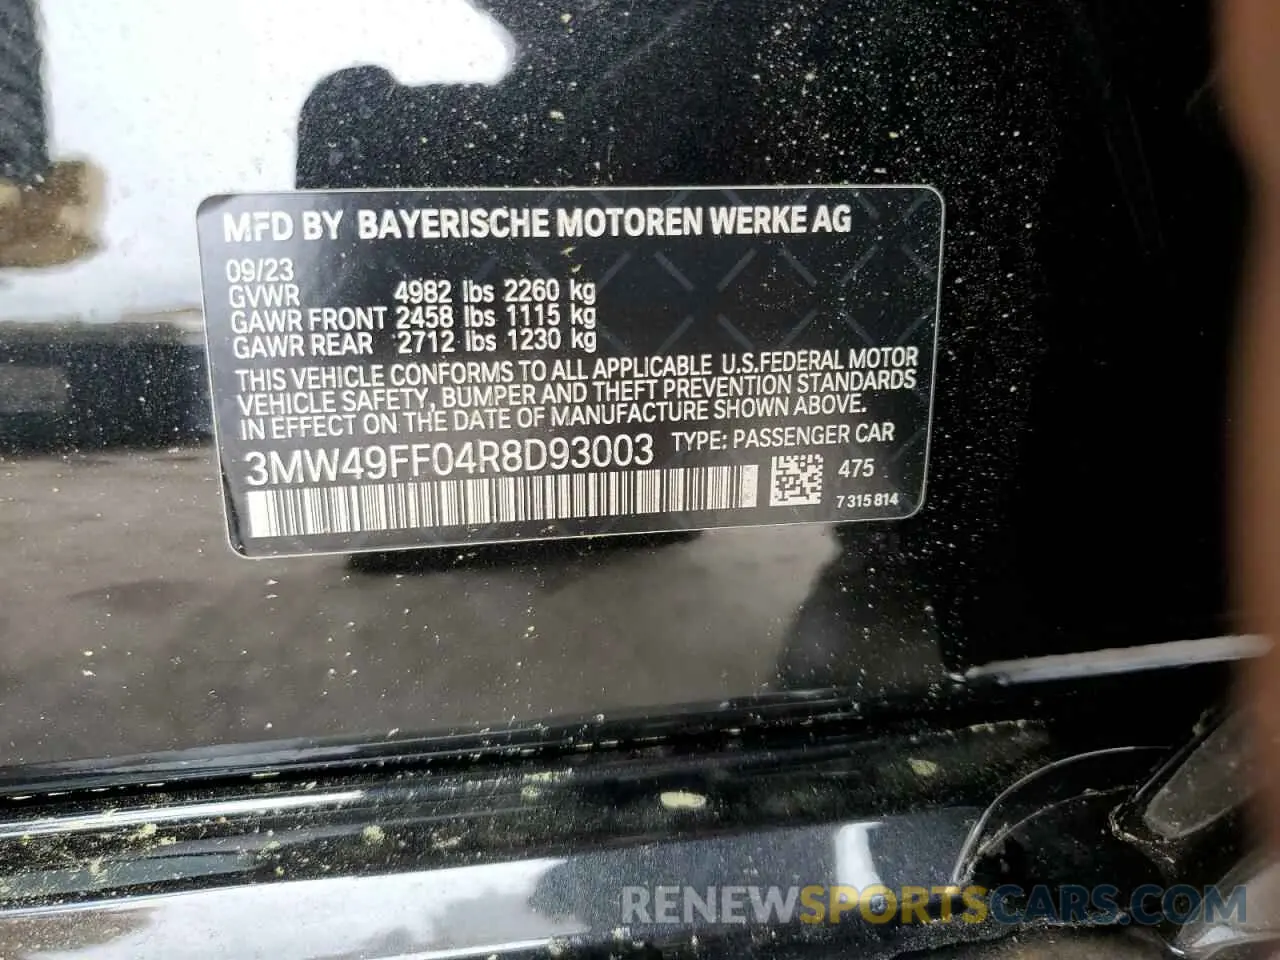 MFD BY BAYERISCHE MOTOREN WERKE AG
09/23
GVWR 4982 lbs 2260 kg
GAWR FRONT 2458 lbs 1115 kg
GAWR REAR 2712 lbs 1230 kg
THIS VEHICLE CONFORMS TO ALL APPLICABLE U.S.FEDERAL MOTOR
VEHICLE SAFETY, BUMPER AND THEFT PREVENTION STANDARDS
IN EFFECT ON THE DATE OF MANUFACTURE SHOWN ABOVE.
3MW49FF04R8D93003 TYPE: PASSENGER CAR
475
7 315 814
RENEWSPORTSCARS.COM